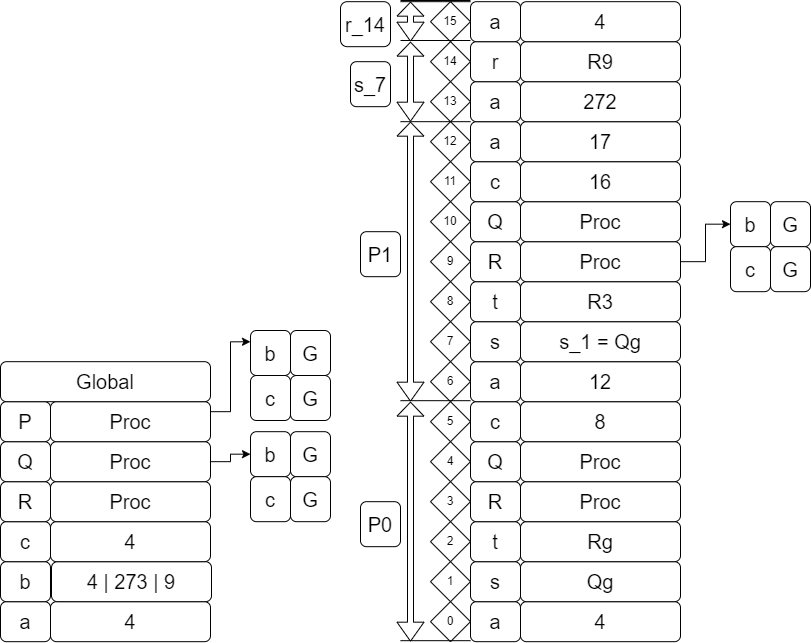 r_14
15 a 4
14 r R9
s_7
13 a 272
12 a 17
11 c 16
10 Q Proc
b G
P1
9 R Proc
c G
8 t R3
7 s s_1 = Qg
6 a 12
b G
Global
c G
P Proc
5 c 8
Q Proc
b G
4 Q Proc
R Proc
c G
3 R Proc
P0
c 4
2 t Rg
b 4 | 273 | 9
1 s Qg
a 4
0 a 4